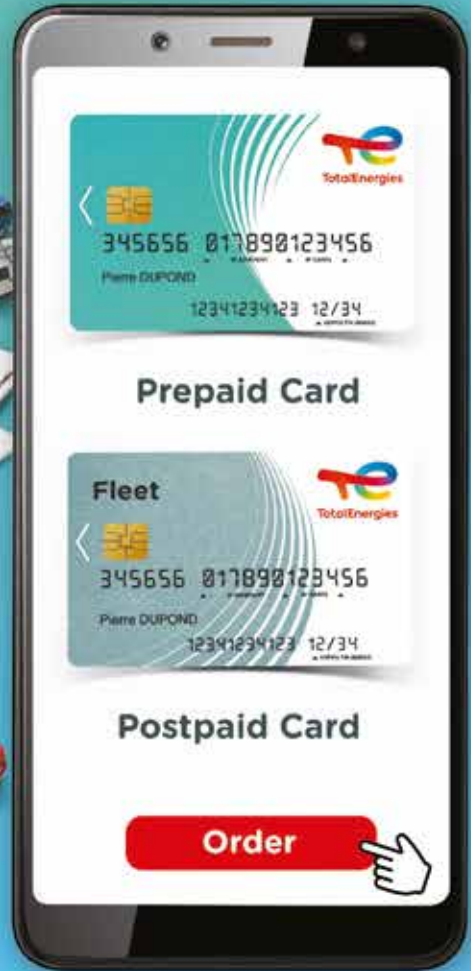 TotalEnergies
345656 017890123456
Pierre DUPOND
12341234123 12/34
Prepaid Card
Fleet
TotalEnergies
345656 017890123456
Pierre DUPOND
12341234123 12/34
Postpaid Card
Order